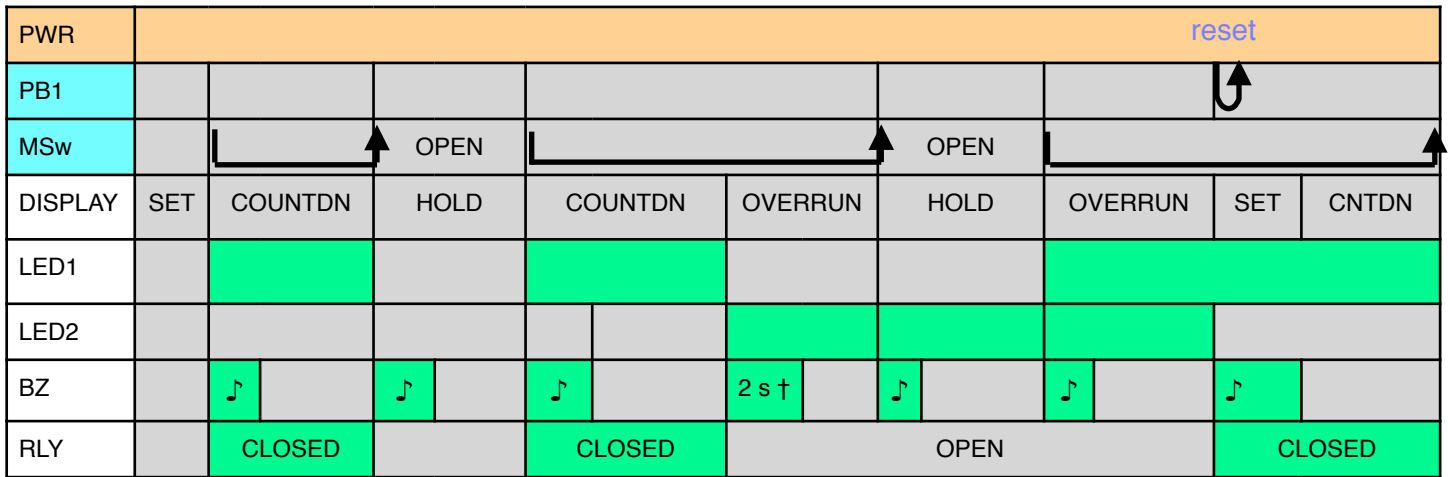 PWR reset
PB1
MSw OPEN OPEN
DISPLAY SET COUNTDN HOLD COUNTDN OVERRUN HOLD OVERRUN SET CNTDN
LED1
LED2
BZ ♪ ♪ ♪ 2 s † ♪ ♪ ♪
RLY CLOSED CLOSED OPEN CLOSED